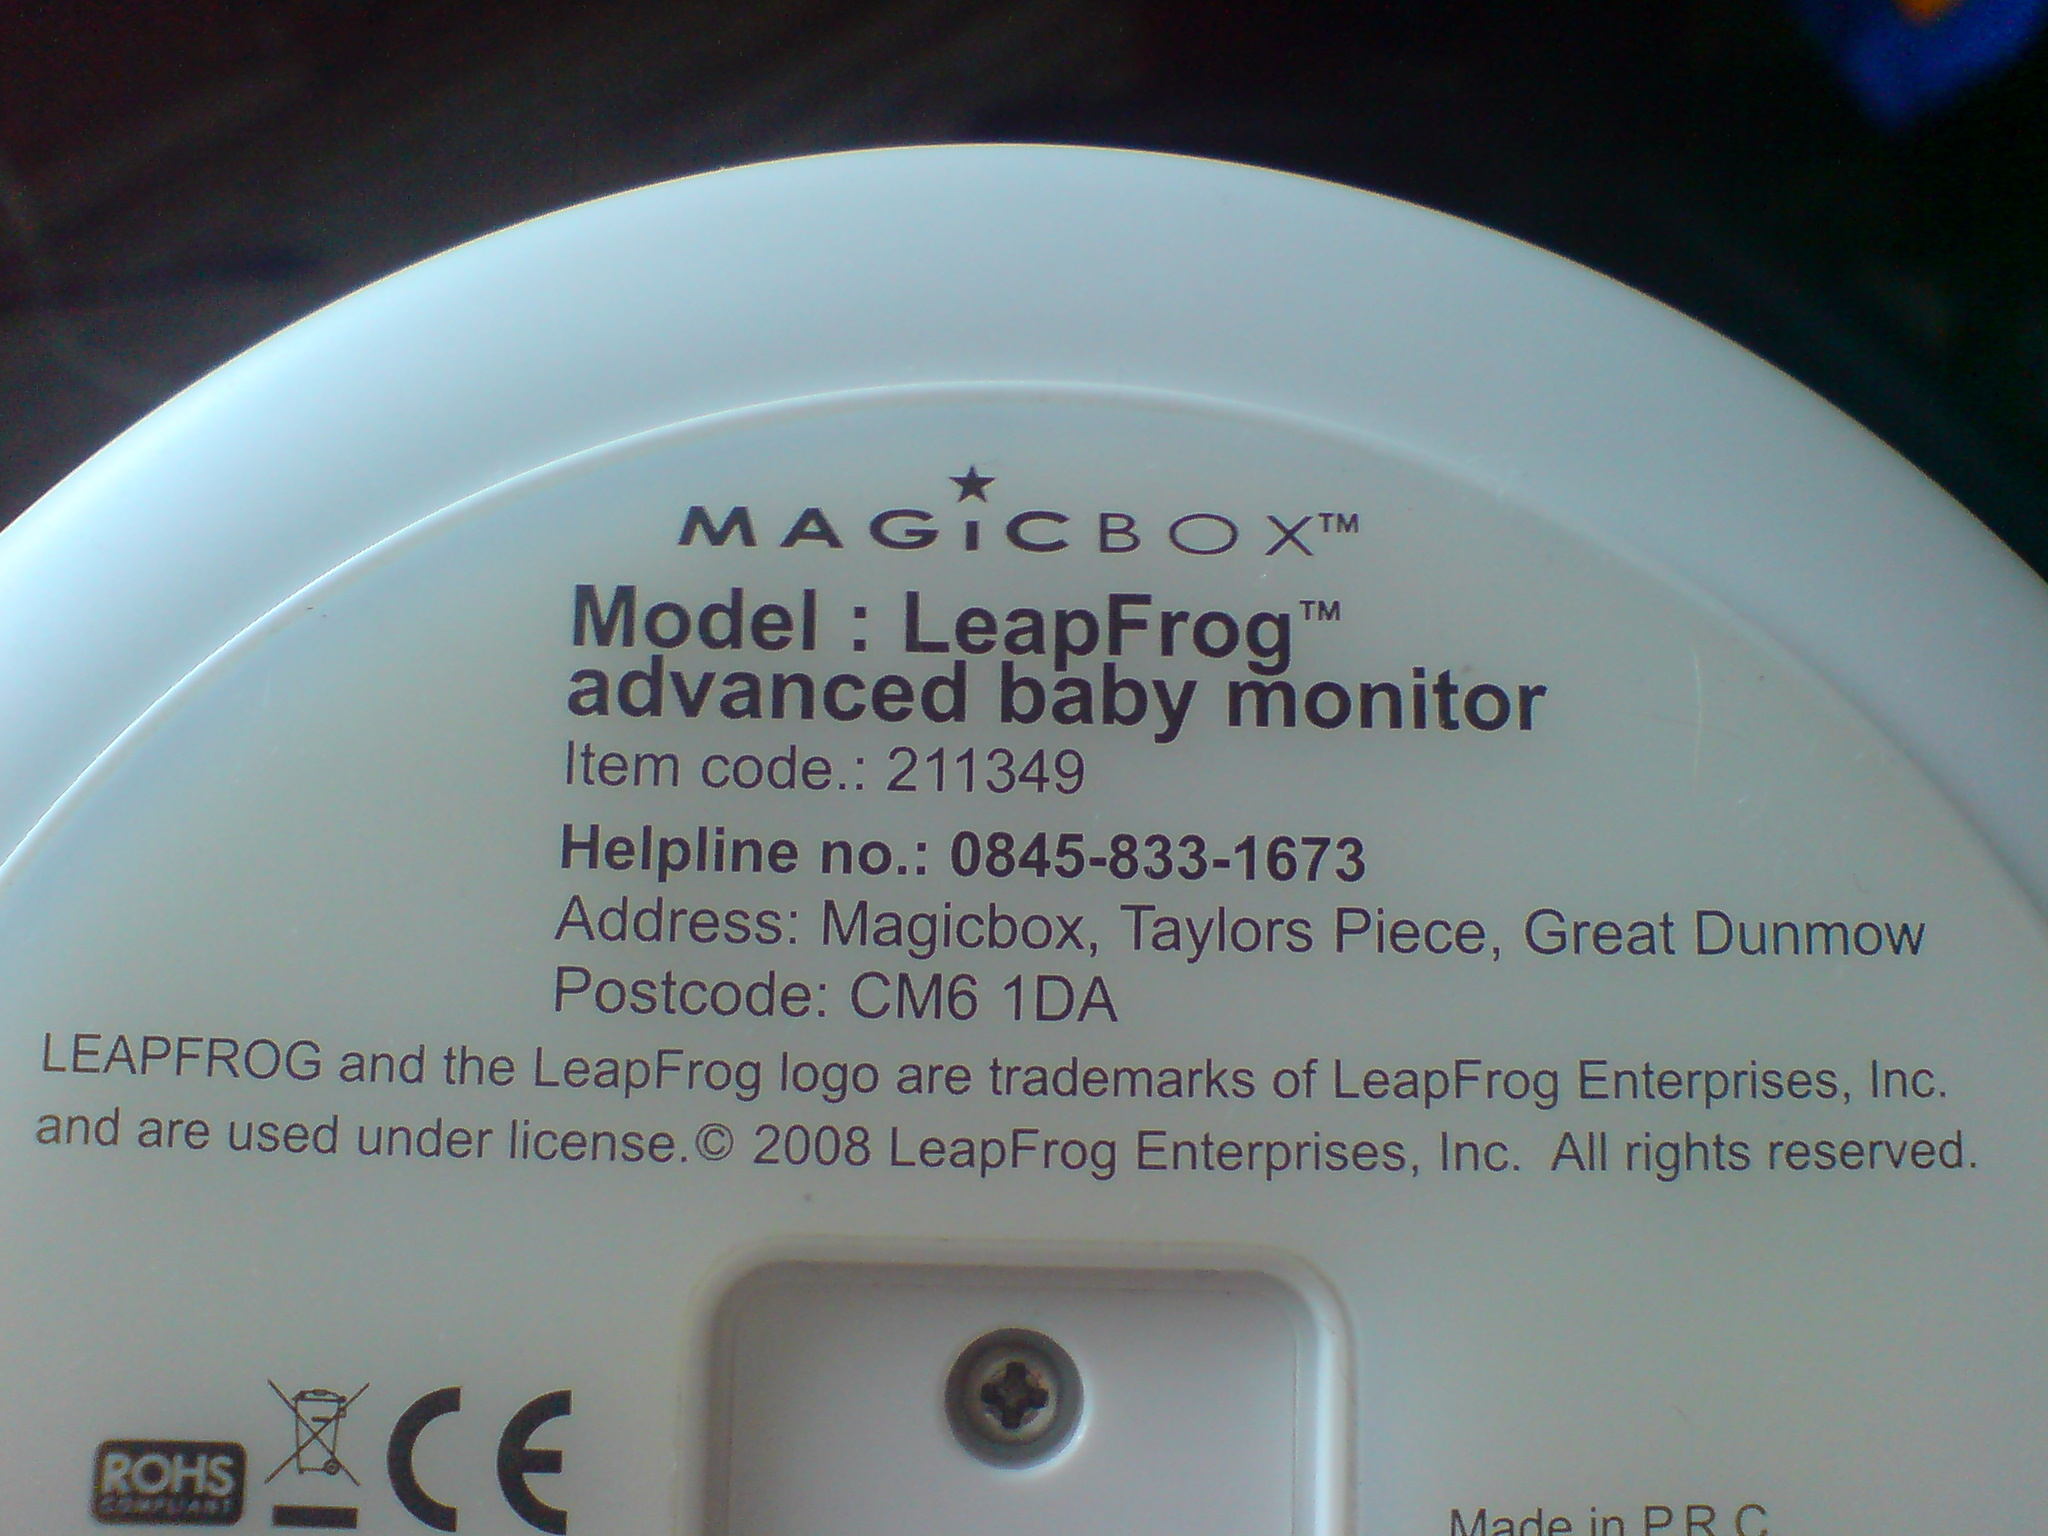 MAGiCBOX™
Model : LeapFrog™
advanced baby monitor
Item code.: 211349
Helpline no.: 0845-833-1673
Address: Magicbox, Taylors Piece, Great Dunmow
Postcode: CM6 1DA
LEAPFROG and the LeapFrog logo are trademarks of LeapFrog Enterprises, Inc.
and are used under license.© 2008 LeapFrog Enterprises, Inc. All rights reserved.
ROHS
COMPLIANT
CE
Made in P.R.C.